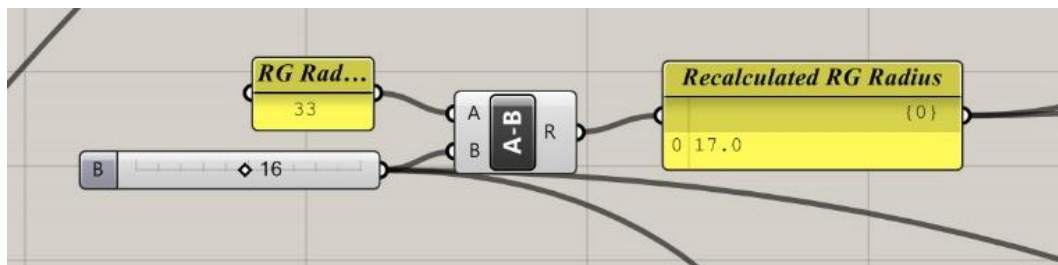 RG Rad...
33
B
16
A
B
A-B
R
Recalculated RG Radius
{0}
0 17.0